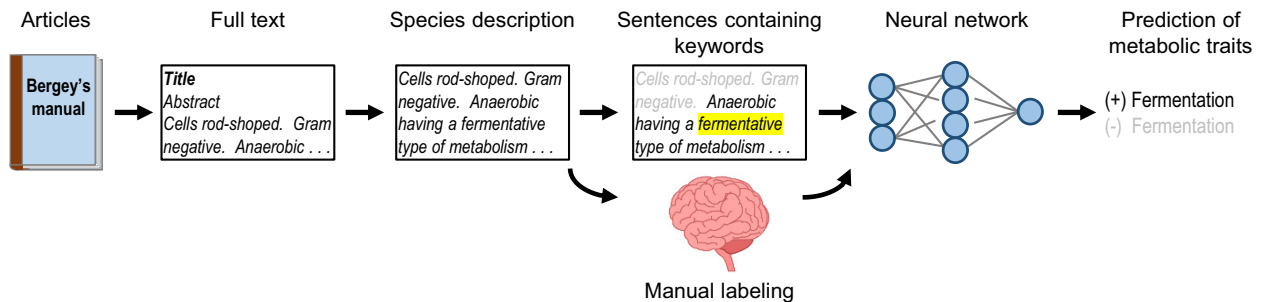 Articles
Full text
Species description
Sentences containing
keywords
Neural network
Prediction of
metabolic traits
Bergey's
manual
Title
Abstract
Cells rod-shoped. Gram
negative. Anaerobic . . .
Cells rod-shoped. Gram
negative. Anaerobic
having a fermentative
type of metabolism . . .
Cells rod-shoped. Gram
negative. Anaerobic
having a fermentative
type of metabolism . . .
(+) Fermentation
(-) Fermentation
Manual labeling